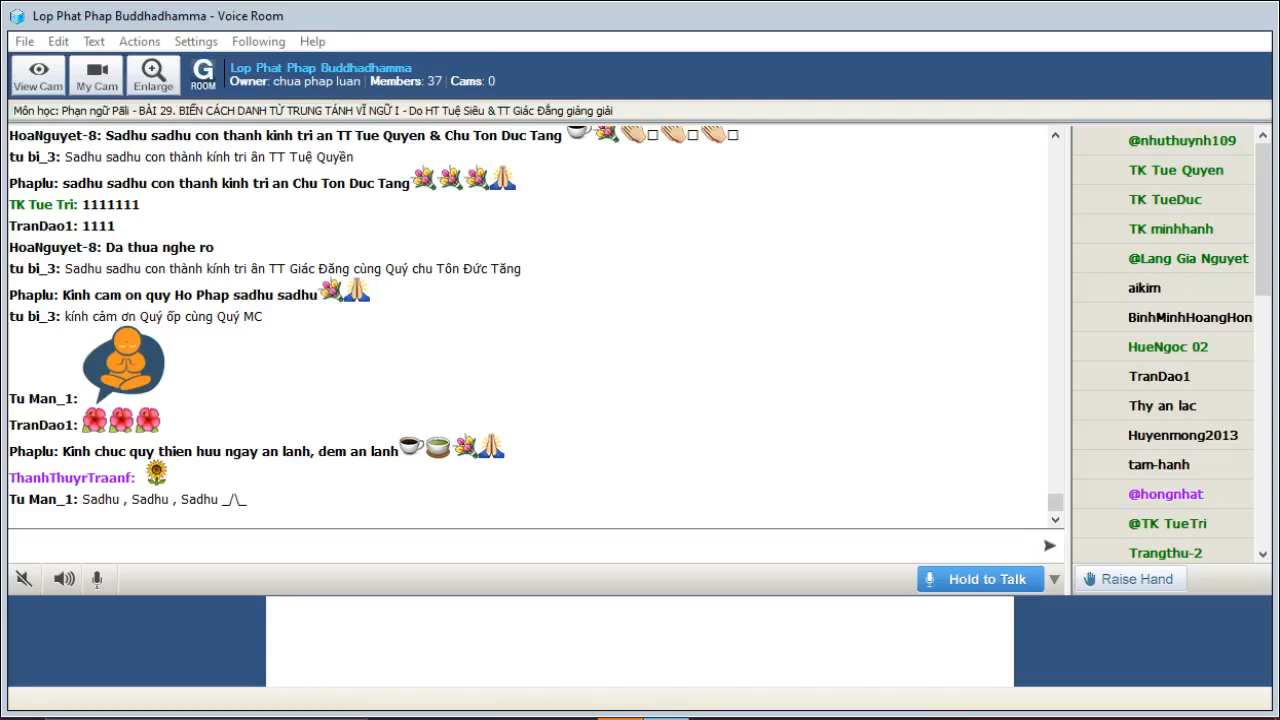 Lop Phat Phap Buddhadhamma - Voice Room
File Edit Text Actions Settings Following Help
View Cam My Cam Enlarge G ROOM
Lop Phat Phap Buddhadhamma
Owner: chua phap luan Members: 37 Cams: 0
Môn học: Phạn ngữ Pāli - BÀI 29. BIẾN CÁCH DANH TỪ TRUNG TÁNH VĨ NGỮ I - Do HT Tuệ Siêu & TT Giác Đẳng giảng giải
HoaNguyet-8: Sadhu sadhu con thanh kinh tri an TT Tue Quyen & Chu Ton Duc Tang
tu bi_3: Sadhu sadhu con thành kính tri ân TT Tuệ Quyền
Phaplu: sadhu sadhu con thanh kinh tri an Chu Ton Duc Tang
TK Tue Tri: 1111111
TranDao1: 1111
HoaNguyet-8: Da thua nghe ro
tu bi_3: Sadhu sadhu con thành kính tri ân TT Giác Đăng cùng Quý chu Tôn Đức Tăng
Phaplu: Kinh cam on quy Ho Phap sadhu sadhu
tu bi_3: kính cảm ơn Quý ốp cùng Quý MC
Tu Man_1:
TranDao1:
Phaplu: Kinh chuc quy thien huu ngay an lanh, dem an lanh
ThanhThuyrTraanf:
Tu Man_1: Sadhu , Sadhu , Sadhu _/\_
@nhuthuynh109
TK Tue Quyen
TK TueDuc
TK minhhanh
@Lang Gia Nguyet
aikim
BinhMinhHoangHon
HueNgoc 02
TranDao1
Thy an lac
Huyenmong2013
tam-hanh
@hongnhat
@TK TueTri
Trangthu-2
Hold to Talk
Raise Hand